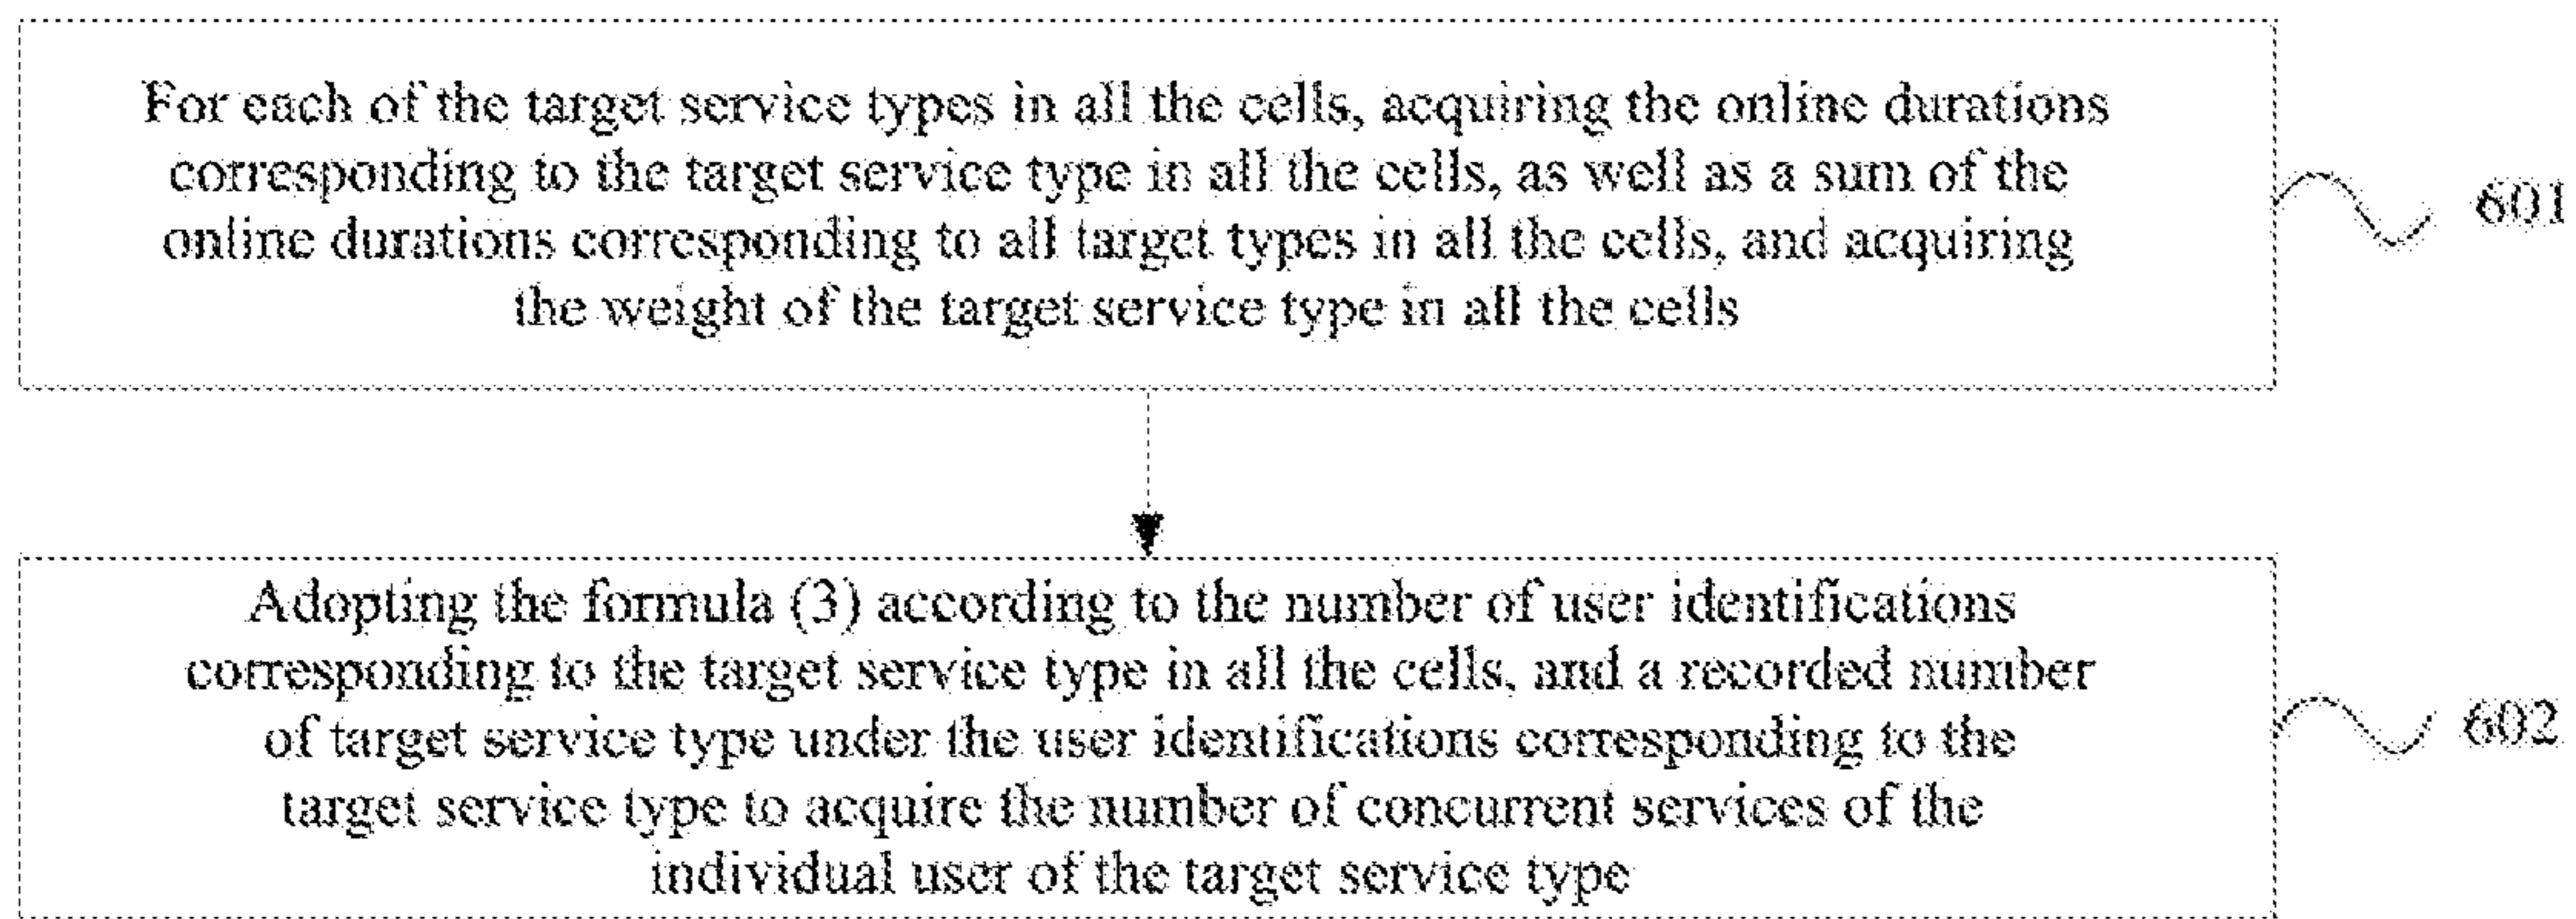 For each of the target service types in all the cells, acquiring the online durations
corresponding to the target service type in all the cells, as well as a sum of the
online durations corresponding to all target types in all the cells, and acquiring
the weight of the target service type in all the cells
601
Adopting the formula (3) according to the number of user identifications
corresponding to the target service type in all the cells, and a recorded number
of target service type under the user identifications corresponding to the
target service type to acquire the number of concurrent services of the
individual user of the target service type
602